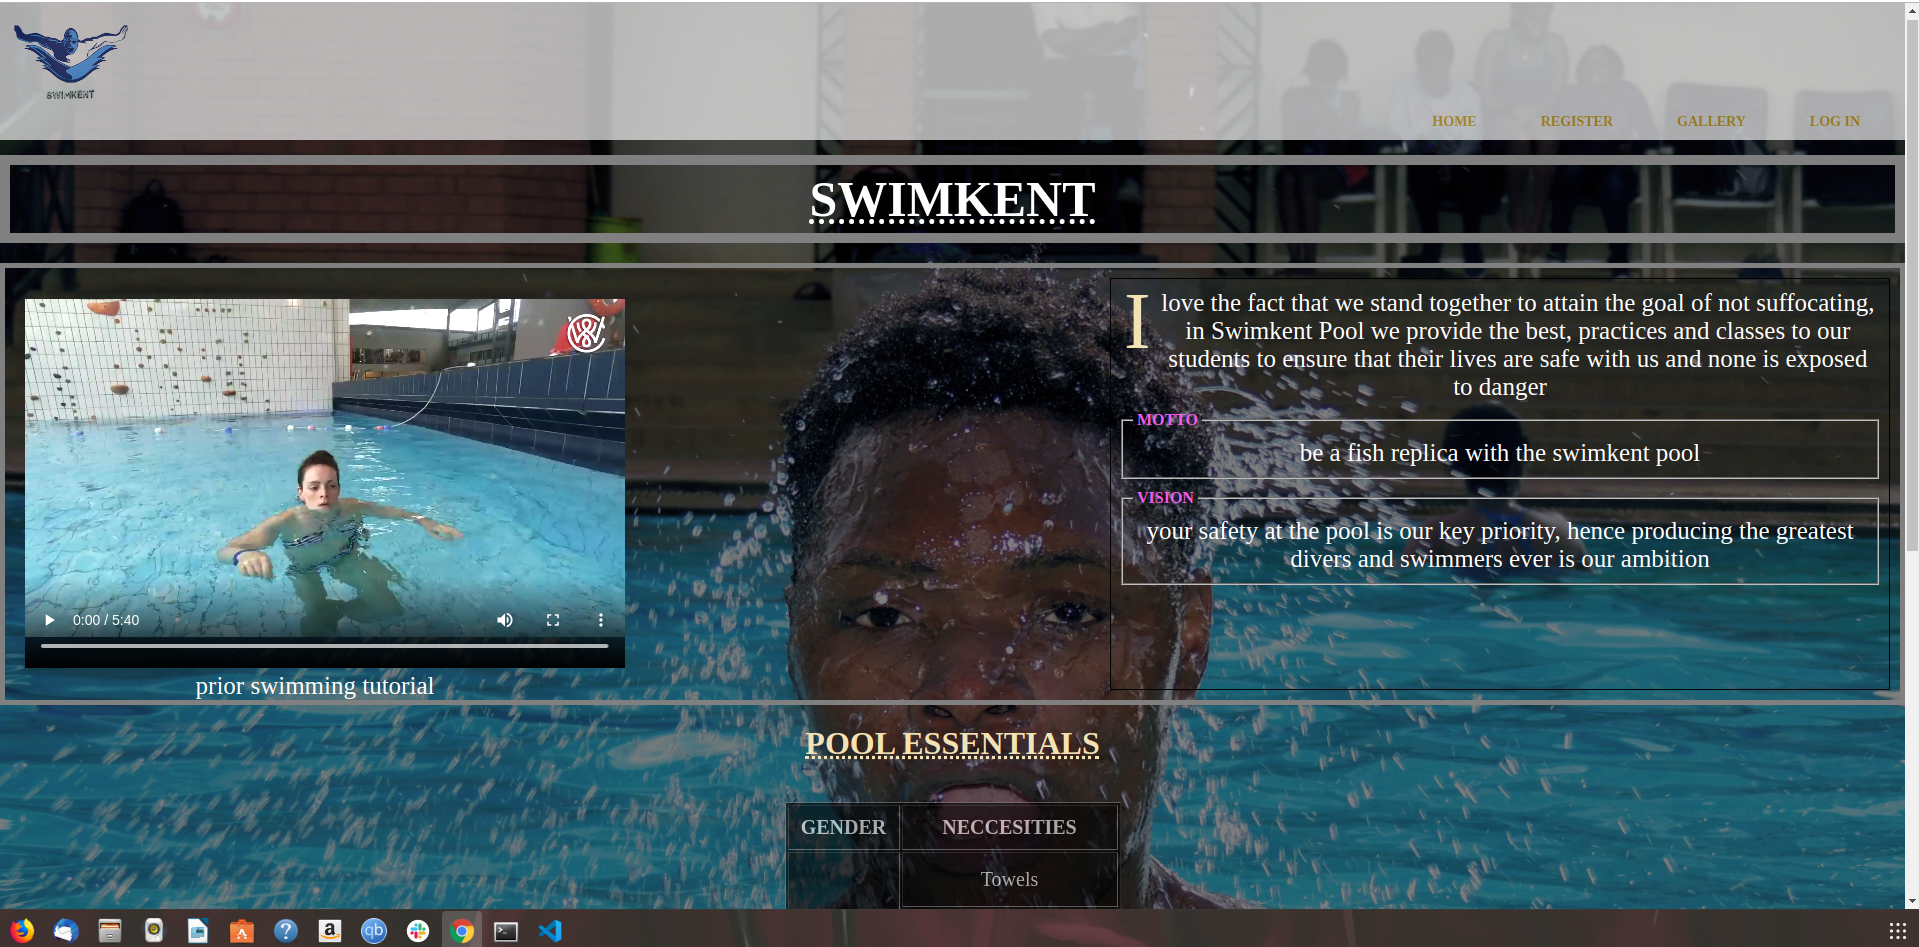 SWIMKENT
HOME REGISTER GALLERY LOG IN
SWIMKENT
I love the fact that we stand together to attain the goal of not suffocating,
in Swimkent Pool we provide the best, practices and classes to our
students to ensure that their lives are safe with us and none is exposed
to danger
MOTTO
be a fish replica with the swimkent pool
VISION
your safety at the pool is our key priority, hence producing the greatest
divers and swimmers ever is our ambition
0:00 / 5:40
prior swimming tutorial
POOL ESSENTIALS
GENDER NECCESITIES
Towels
qb